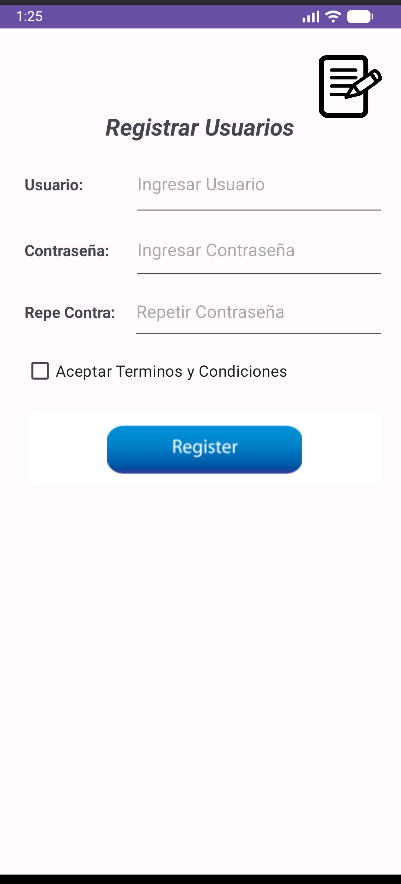 1:25
Registrar Usuarios
Usuario: Ingresar Usuario
Contraseña: Ingresar Contraseña
Repe Contra: Repetir Contraseña
Aceptar Terminos y Condiciones
Register